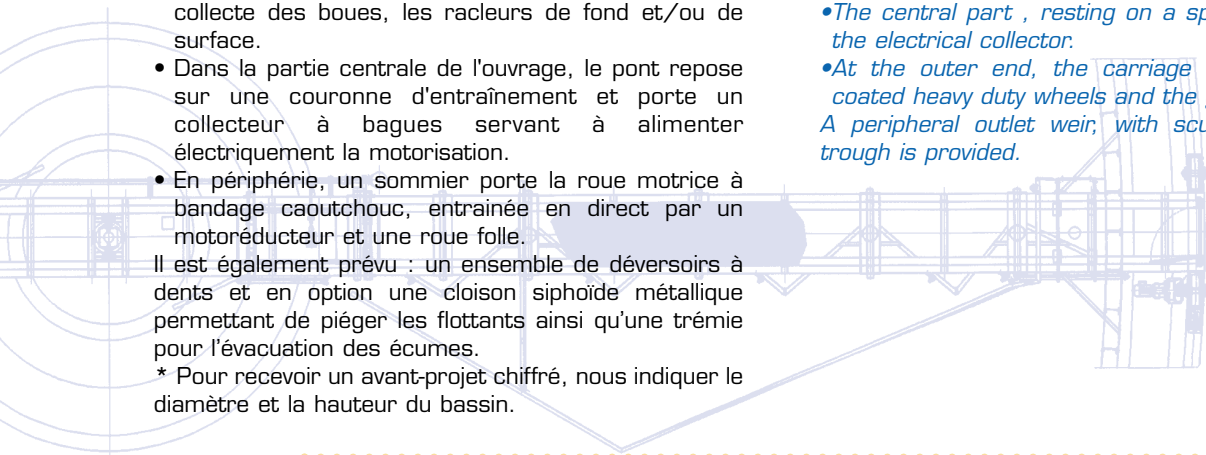 collecte des boues, les racleurs de fond et/ou de
surface.
• Dans la partie centrale de l'ouvrage, le pont repose
sur une couronne d'entraînement et porte un
collecteur à bagues servant à alimenter
électriquement la motorisation.
• En périphérie, un sommier porte la roue motrice à
bandage caoutchouc, entrainée en direct par un
motoréducteur et une roue folle.
Il est également prévu : un ensemble de déversoirs à
dents et en option une cloison siphoïde métallique
permettant de piéger les flottants ainsi qu'une trémie
pour l'évacuation des écumes.
* Pour recevoir un avant-projet chiffré, nous indiquer le
diamètre et la hauteur du bassin.
•The central part , resting on a
the electrical collector.
•At the outer end, the carriage
coated heavy duty wheels and the
A peripheral outlet weir, with
trough is provided.